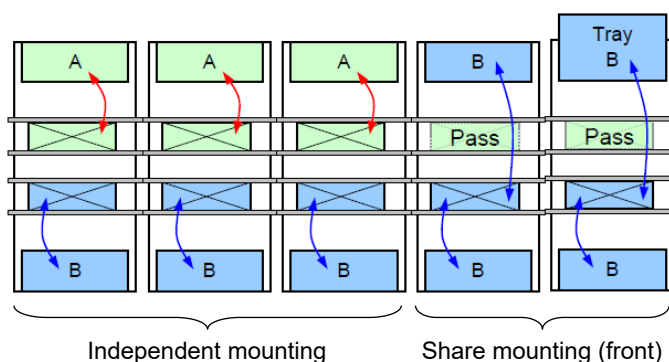 A A A B Tray
B
Pass Pass
B B B B B
Independent mounting Share mounting (front)